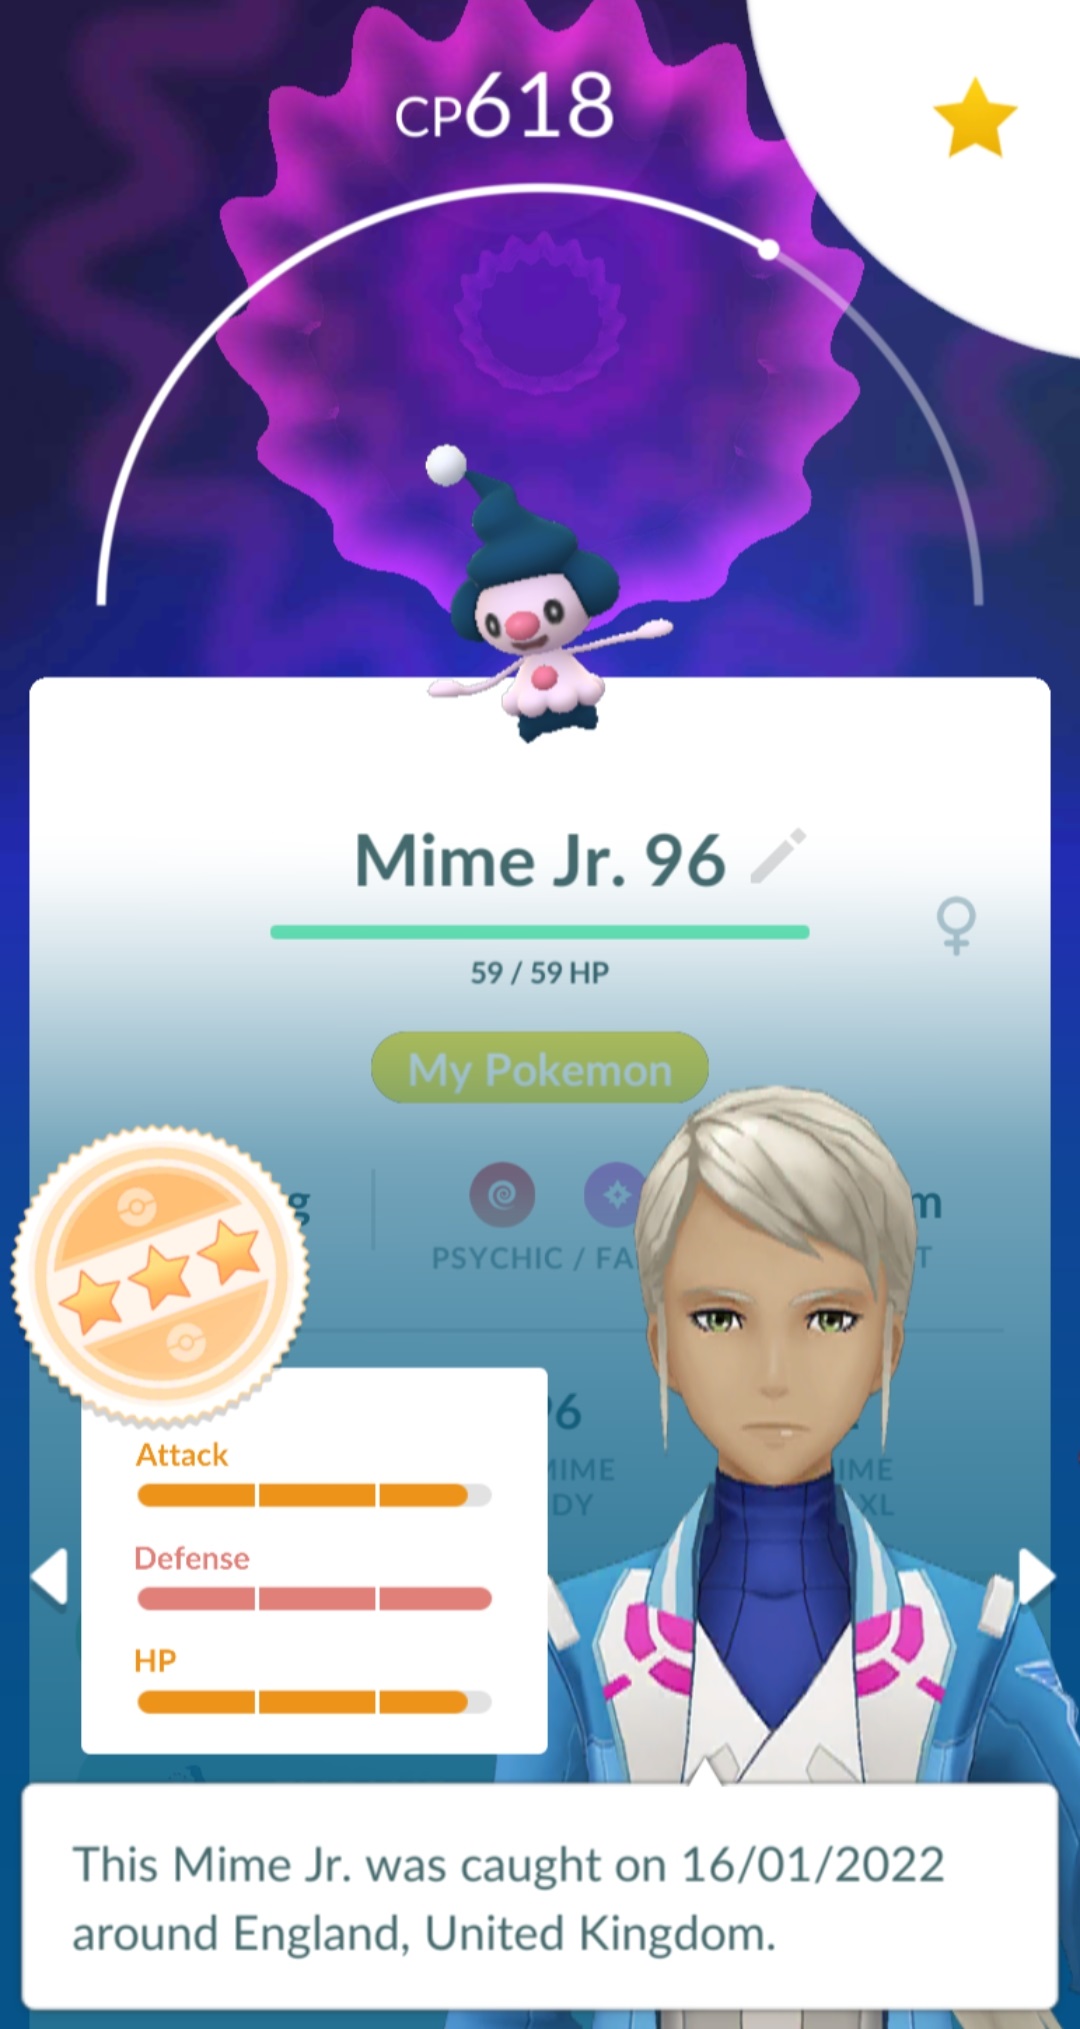 CP618
Mime Jr. 96
59 / 59 HP
My Pokemon
PSYCHIC / FA
Attack
Defense
HP
This Mime Jr. was caught on 16/01/2022
around England, United Kingdom.